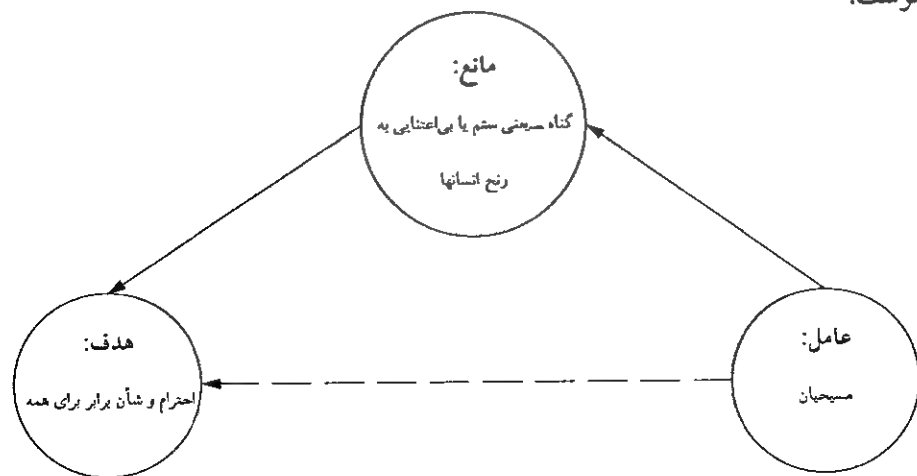 مانع:
گناه –یعنی ستم یا بی‌اعتنایی به
رنج انسانها
عامل:
مسیحیان
هدف:
احترام و شأن برابر برای همه